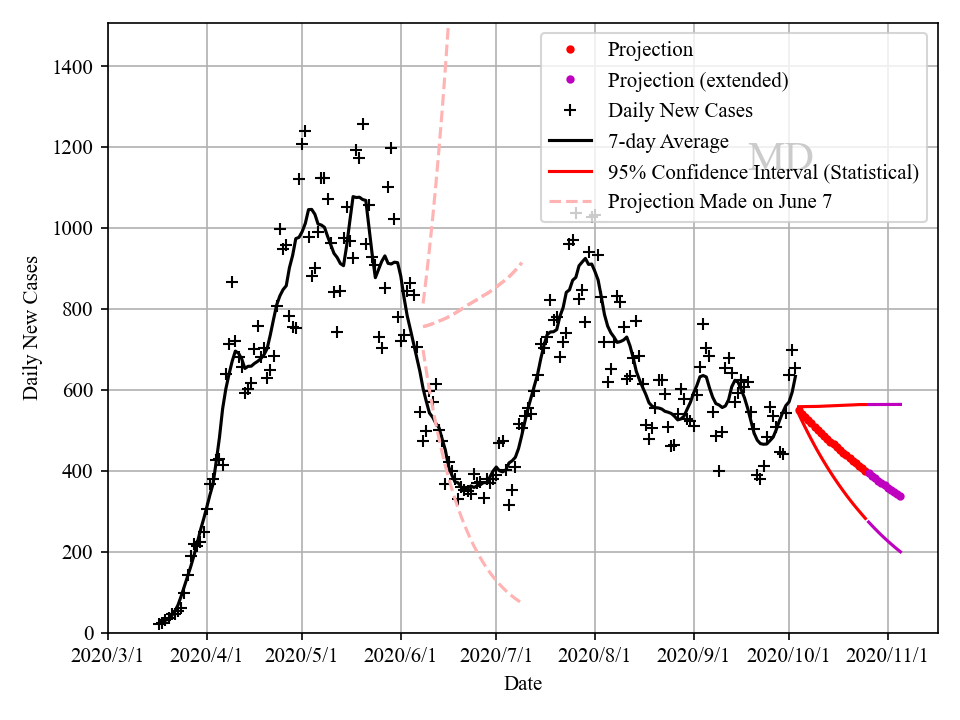 Daily New Cases
1400
1200
1000
800
600
400
200
0
Projection
Projection (extended)
Daily New Cases
7-day Average
95% Confidence Interval (Statistical)
Projection Made on June 7
MD
2020/3/1 2020/4/1 2020/5/1 2020/6/1 2020/7/1 2020/8/1 2020/9/1 2020/10/1 2020/11/1
Date